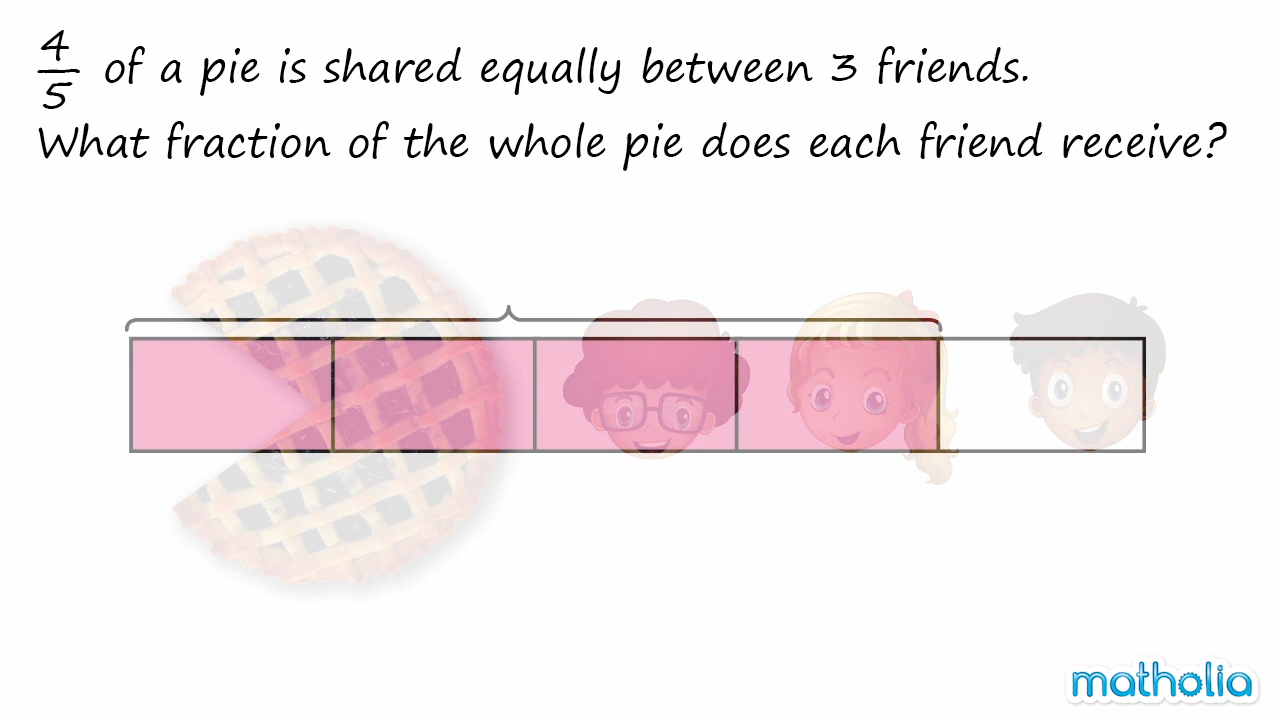 4/5 of a pie is shared equally between 3 friends.
What fraction of the whole pie does each friend receive?
matholia